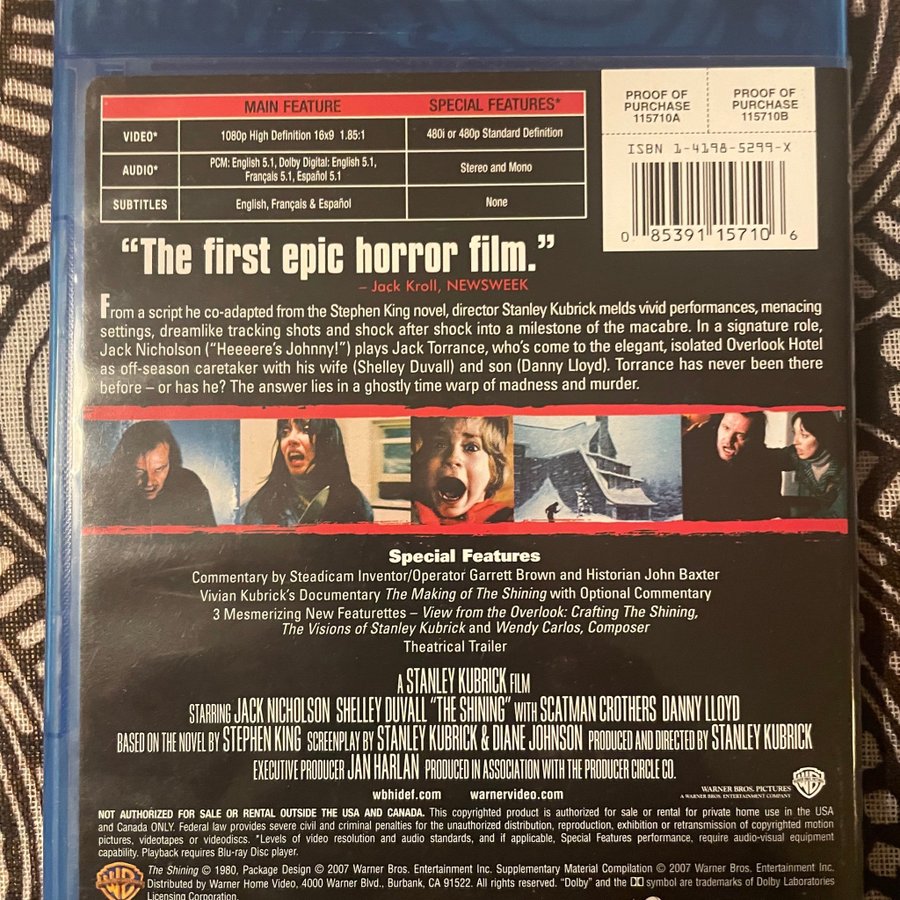 MAIN FEATURE SPECIAL FEATURES*
VIDEO* 1080p High Definition 16x9 1.85:1 480i or 480p Standard Definition
AUDIO* PCM: English 5.1, Dolby Digital: English 5.1, Français 5.1, Español 5.1 Stereo and Mono
SUBTITLES English, Français & Español None
PROOF OF PURCHASE 115710A
PROOF OF PURCHASE 115710B
ISBN 1-4198-5299-X
0 85391 15710 6
“The first epic horror film.”
– Jack Kroll, NEWSWEEK
From a script he co-adapted from the Stephen King novel, director Stanley Kubrick melds vivid performances, menacing
settings, dreamlike tracking shots and shock after shock into a milestone of the macabre. In a signature role,
Jack Nicholson (“Heeeere’s Johnny!”) plays Jack Torrance, who’s come to the elegant, isolated Overlook Hotel
as off-season caretaker with his wife (Shelley Duvall) and son (Danny Lloyd). Torrance has never been there
before – or has he? The answer lies in a ghostly time warp of madness and murder.
Special Features
Commentary by Steadicam Inventor/Operator Garrett Brown and Historian John Baxter
Vivian Kubrick’s Documentary The Making of The Shining with Optional Commentary
3 Mesmerizing New Featurettes – View from the Overlook: Crafting The Shining,
The Visions of Stanley Kubrick and Wendy Carlos, Composer
Theatrical Trailer
A STANLEY KUBRICK FILM
STARRING JACK NICHOLSON SHELLEY DUVALL “THE SHINING” WITH SCATMAN CROTHERS DANNY LLOYD
BASED ON THE NOVEL BY STEPHEN KING SCREENPLAY BY STANLEY KUBRICK & DIANE JOHNSON PRODUCED AND DIRECTED BY STANLEY KUBRICK
EXECUTIVE PRODUCER JAN HARLAN PRODUCED IN ASSOCIATION WITH THE PRODUCER CIRCLE CO.
wbhidef.com warnervideo.com
WARNER BROS. PICTURES
A WARNER BROS. ENTERTAINMENT COMPANY
NOT AUTHORIZED FOR SALE OR RENTAL OUTSIDE THE USA AND CANADA. This copyrighted product is authorized for sale or rental for private home use in the USA
and Canada ONLY. Federal law provides severe civil and criminal penalties for the unauthorized distribution, reproduction, exhibition or retransmission of copyrighted motion
pictures, videotapes or videodiscs. *Levels of video resolution and audio standards, and if applicable, Special Features performance, require audio-visual equipment
capability. Playback requires Blu-ray Disc player.
The Shining © 1980, Package Design © 2007 Warner Bros. Entertainment Inc. Supplementary Material Compilation © 2007 Warner Bros. Entertainment Inc.
Distributed by Warner Home Video, 4000 Warner Blvd., Burbank, CA 91522. All rights reserved. “Dolby” and the DD symbol are trademarks of Dolby Laboratories
Licensing Corporation.